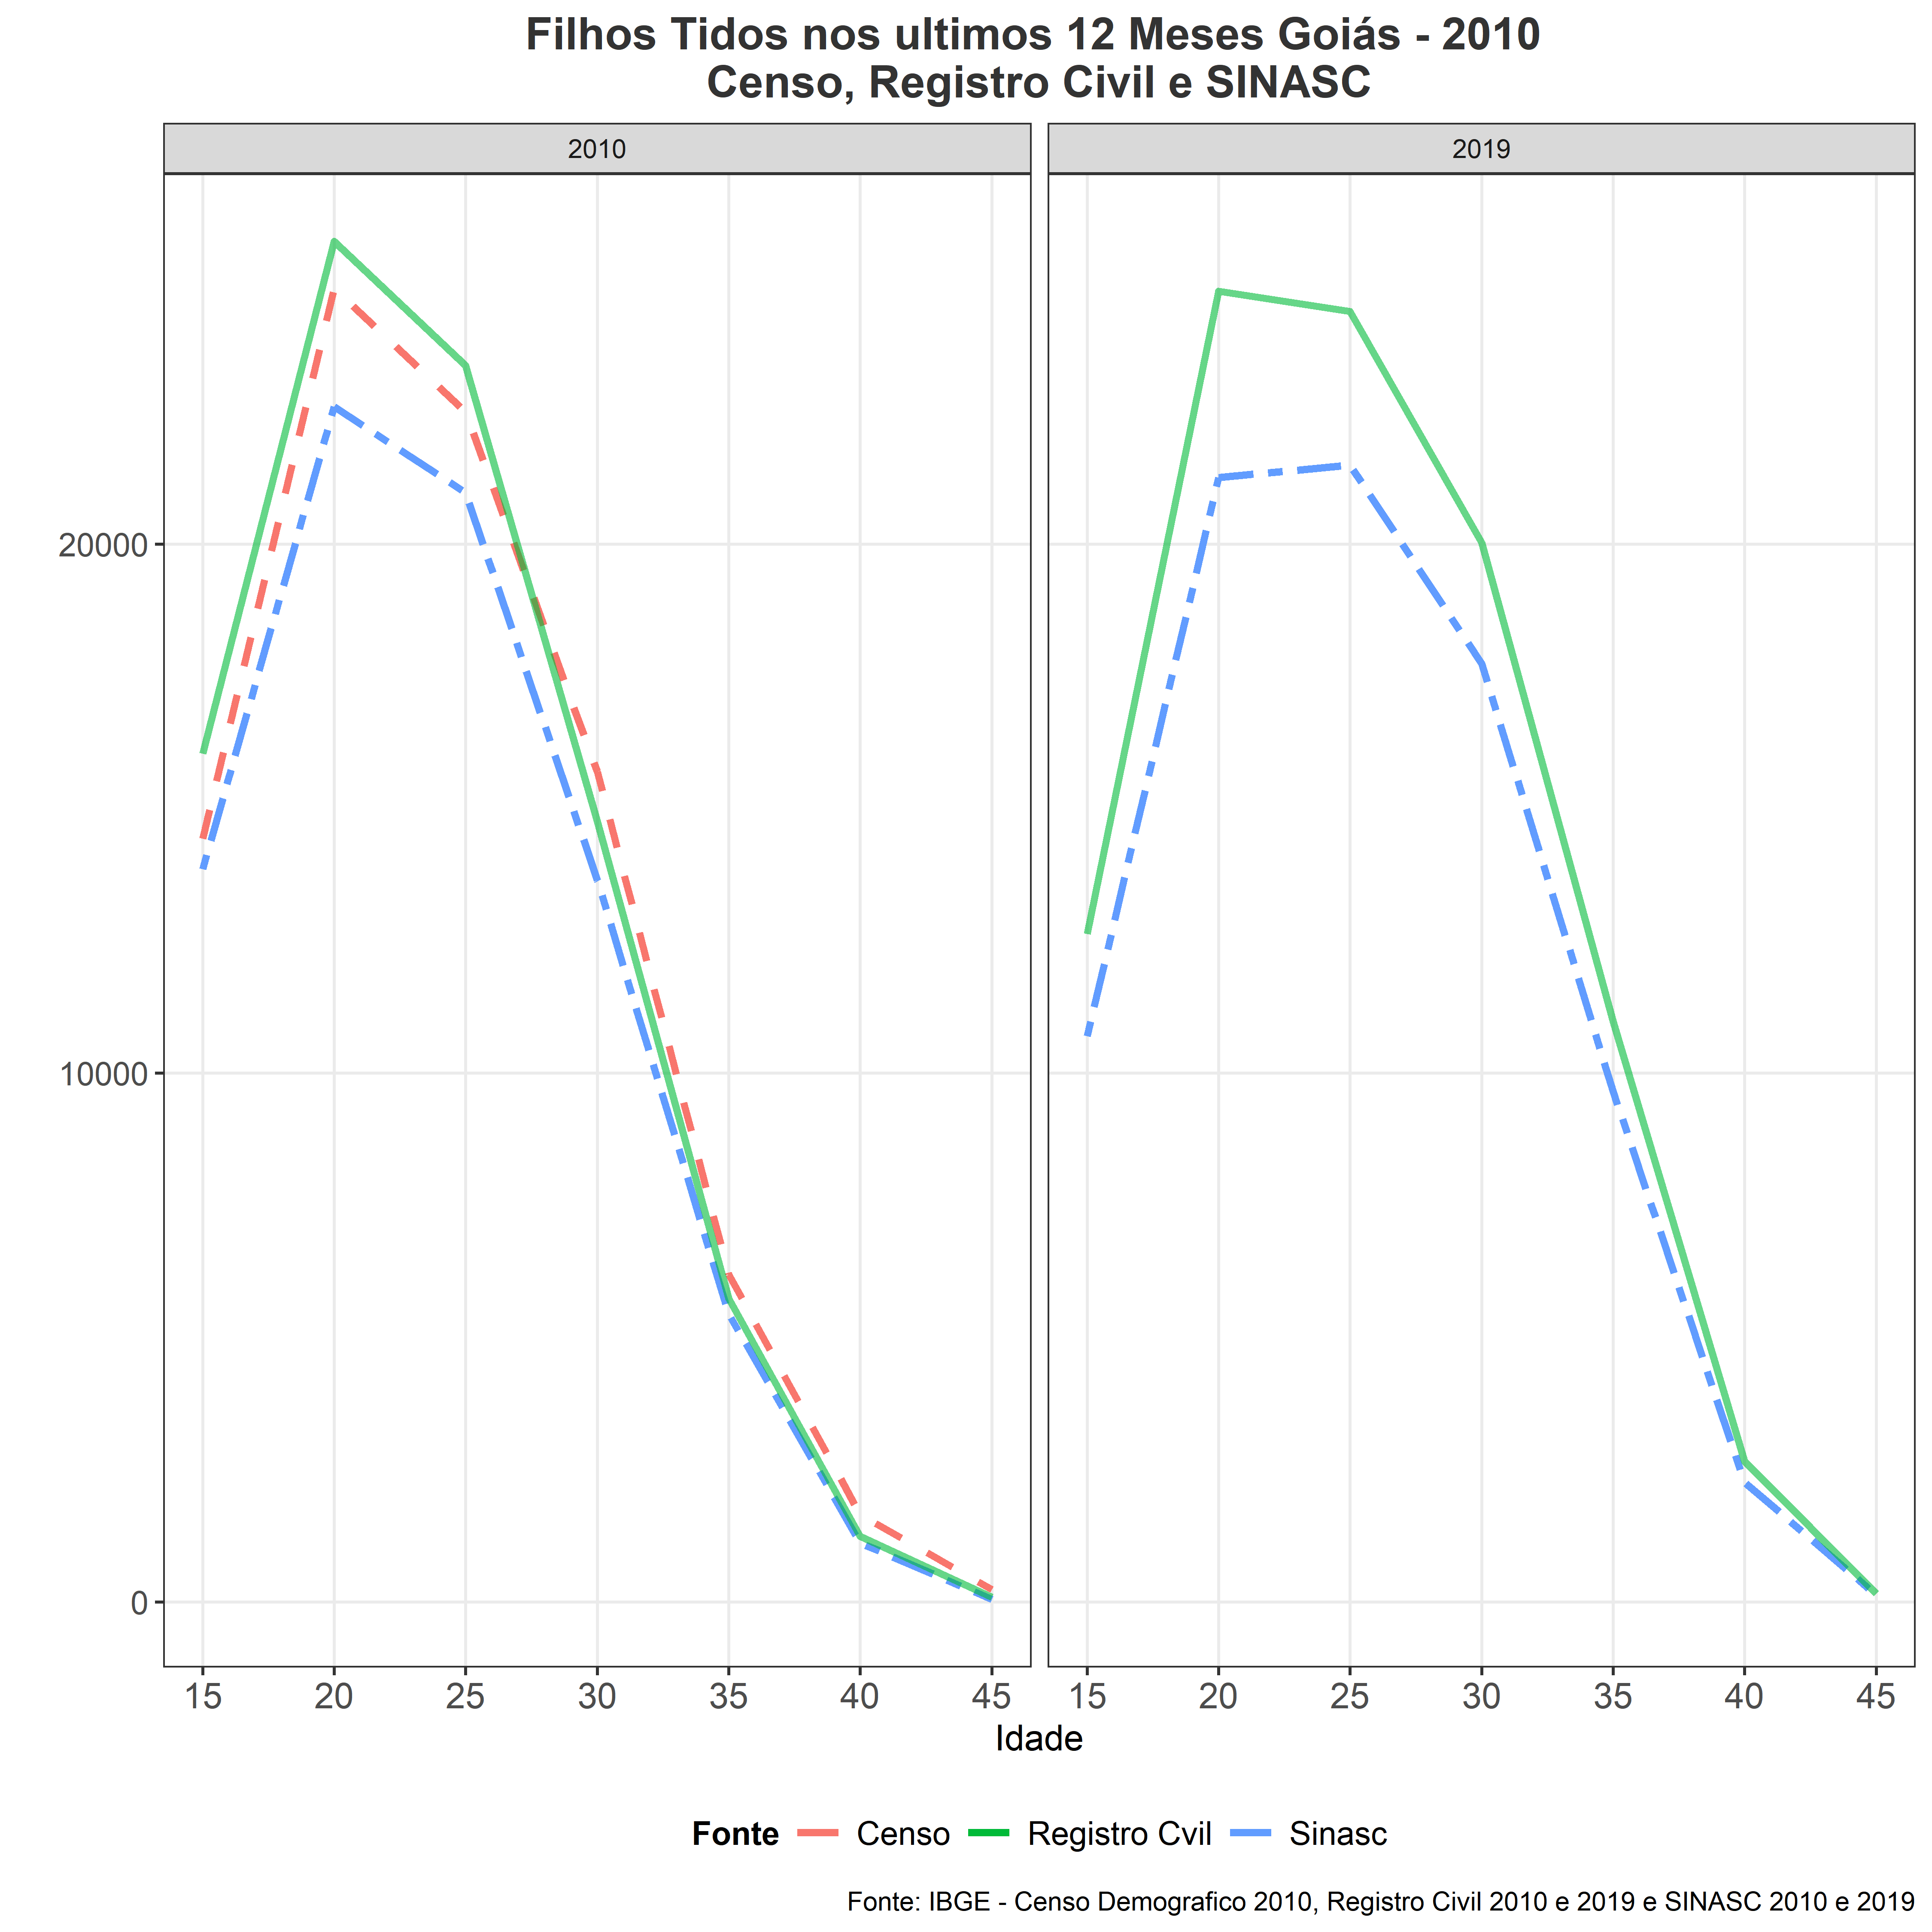 Filhos Tidos nos ultimos 12 Meses Goiás - 2010
Censo, Registro Civil e SINASC
2010
2019
20000
10000
0
15 20 25 30 35 40 45
15 20 25 30 35 40 45
Idade
Fonte Censo Registro Cvil Sinasc
Fonte: IBGE - Censo Demografico 2010, Registro Civil 2010 e 2019 e SINASC 2010 e 2019